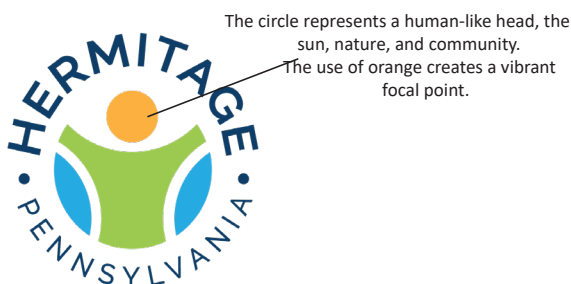 The circle represents a human-like head, the
sun, nature, and community.
The use of orange creates a vibrant
focal point.
HERMITAGE
• PENNSYLVANIA •